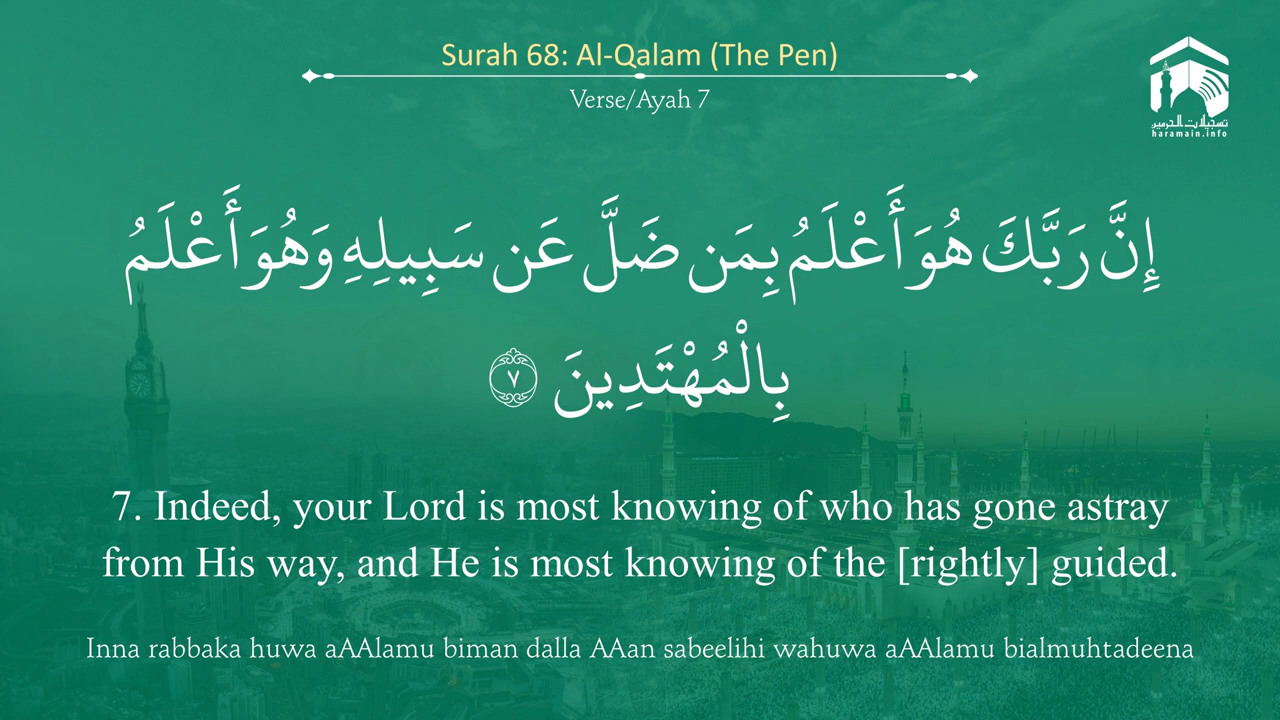 Surah 68: Al-Qalam (The Pen)
Verse/Ayah 7
تسجيلات الحرمين
haramain.info
إِنَّ رَبَّكَ هُوَ أَعْلَمُ بِمَن ضَلَّ عَن سَبِيلِهِ وَهُوَ أَعْلَمُ
بِالْمُهْتَدِينَ ٧
7. Indeed, your Lord is most knowing of who has gone astray
from His way, and He is most knowing of the [rightly] guided.
Inna rabbaka huwa aAAlamu biman dalla AAan sabeelihi wahuwa aAAlamu bialmuhtadeena